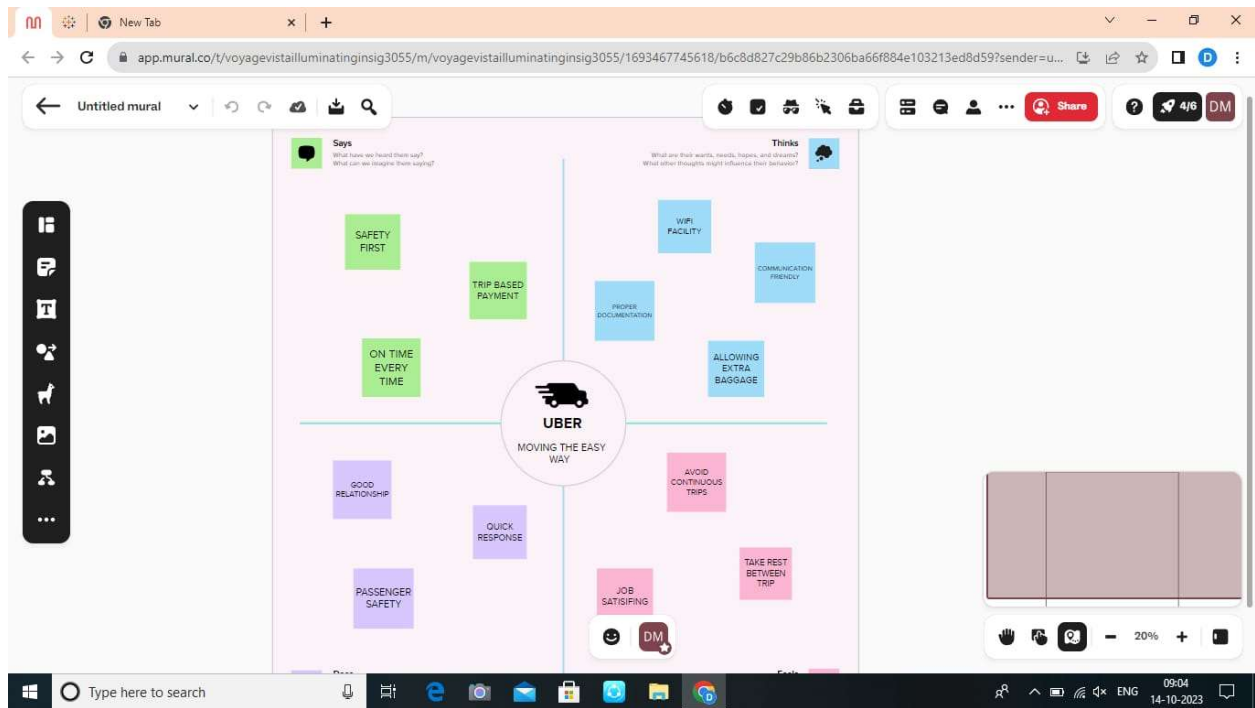 New Tab
app.mural.co/t/voyagevistailluminatinginsig3055/m/voyagevistailluminatinginsig3055/1693467745618/b6c8d827c29b86b2306ba66f884e103213ed8d59?sender=u...
D
Untitled mural
Share
4/6
DM
Says
What have we heard them say?
What can we imagine them saying?
Thinks
What are their wants, needs, hopes, and dreams?
What other thoughts might influence their behavior?
SAFETY
FIRST
TRIP BASED
PAYMENT
ON TIME
EVERY
TIME
WIFI
FACILITY
COMMUNICATION
FRIENDLY
PROPER
DOCUMENTATION
ALLOWING
EXTRA
BAGGAGE
UBER
MOVING THE EASY
WAY
GOOD
RELATIONSHIP
QUICK
RESPONSE
PASSENGER
SAFETY
AVOID
CONTINUOUS
TRIPS
TAKE REST
BETWEEN
TRIP
JOB
SATISIFING
DM
20%
Type here to search
ENG
09:04
14-10-2023